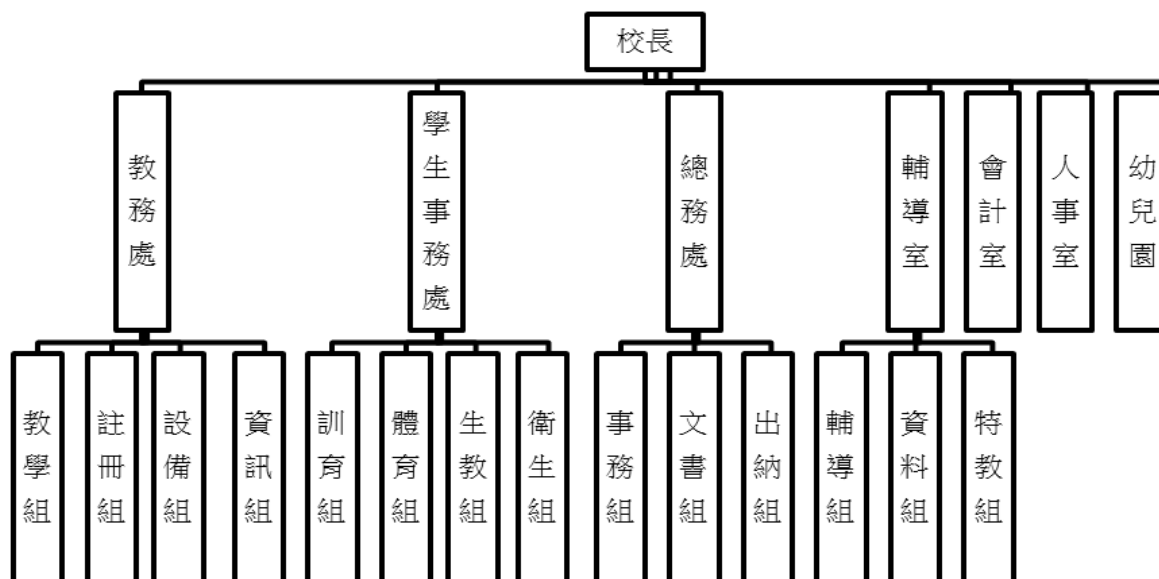 校長
教務處
學生事務處
總務處
輔導室
會計室
人事室
幼兒園
教學組
註冊組
設備組
資訊組
訓育組
體育組
生教組
衛生組
事務組
文書組
出納組
輔導組
資料組
特教組